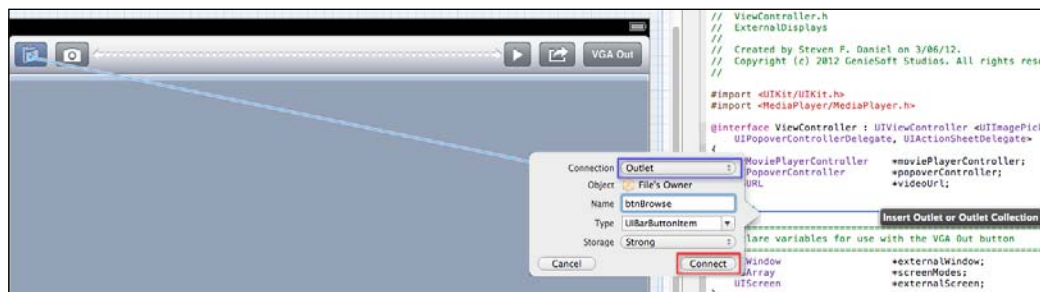 VGA Out
Connection Outlet
Object File's Owner
Name btnBrowse
Type UIBarButtonItem
Storage Strong
Cancel Connect
// ViewController.h
// ExternalDisplays
//
// Created by Steven F. Daniel on 3/06/12.
// Copyright (c) 2012 GenieSoft Studios. All rights rese
//
#import <UIKit/UIKit.h>
#import <MediaPlayer/MediaPlayer.h>
@interface ViewController : UIViewController <UIImagePick
UIPopoverControllerDelegate, UIActionSheetDelegate>
{
MoviePlayerController *moviePlayerController;
PopoverController *popoverController;
URL *videoUrl;
Insert Outlet or Outlet Collection
lare variables for use with the VGA Out button
Window *externalWindow;
Array *screenModes;
UIScreen *externalScreen;